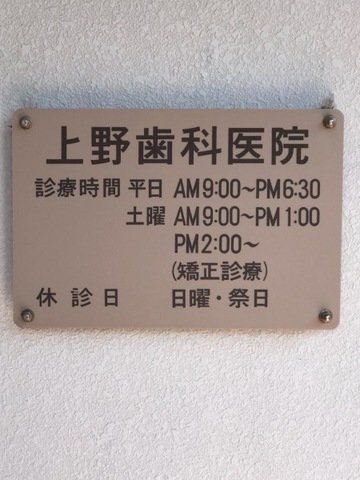 上野歯科医院
診療時間 平日 AM9:00～PM6:30
土曜 AM9:00～PM1:00
PM2:00～
(矯正診療)
休診日 日曜・祭日